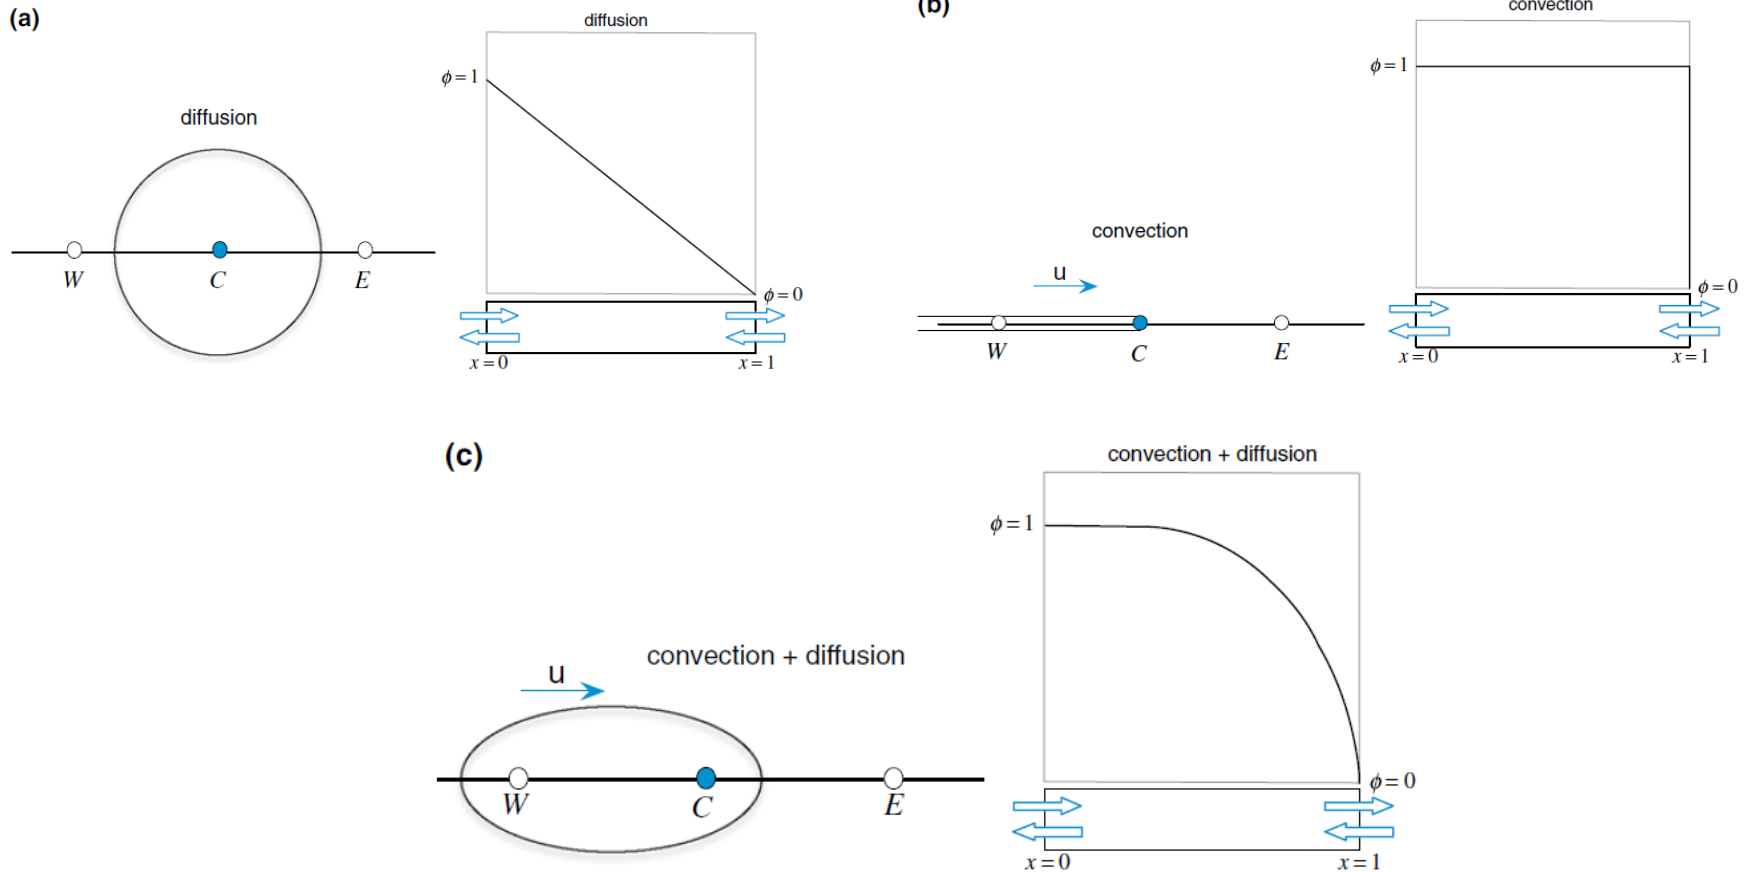 (a)
diffusion
ϕ=1
diffusion
W
C
E
ϕ=0
x=0
x=1
(b)
convection
ϕ=1
convection
u
W
C
E
ϕ=0
x=0
x=1
(c)
convection + diffusion
ϕ=1
convection + diffusion
u
W
C
E
ϕ=0
x=0
x=1